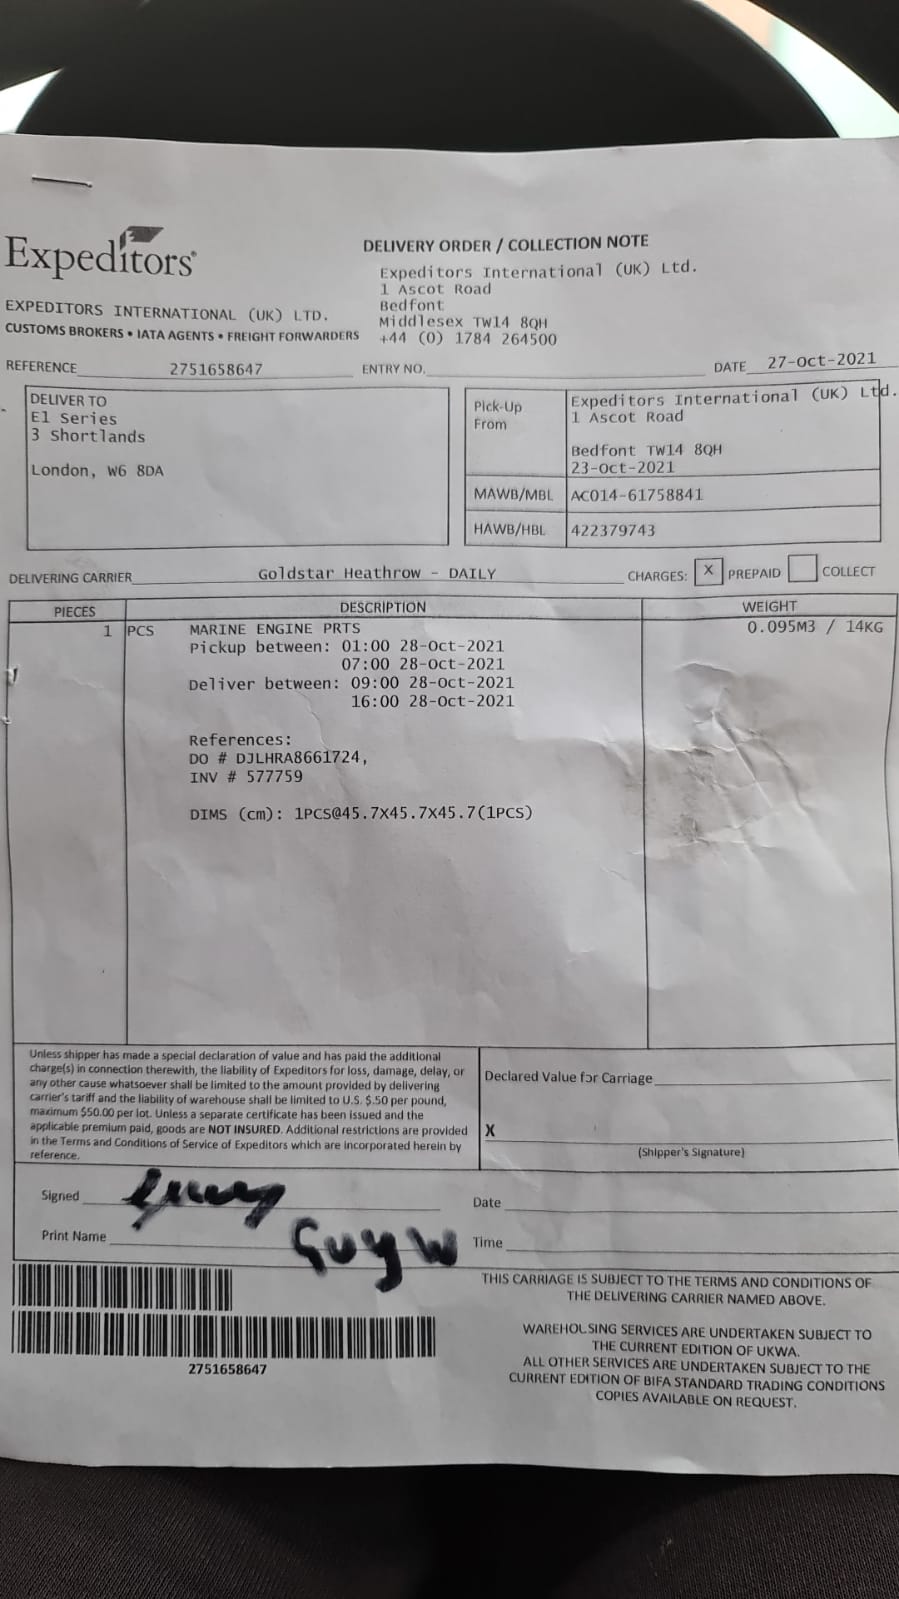 Expeditors
EXPEDITORS INTERNATIONAL (UK) LTD.
CUSTOMS BROKERS • IATA AGENTS • FREIGHT FORWARDERS
DELIVERY ORDER / COLLECTION NOTE
Expeditors International (UK) Ltd.
1 Ascot Road
Bedfont
Middlesex TW14 8QH
+44 (0) 1784 264500
REFERENCE 2751658647 ENTRY NO. DATE 27-Oct-2021
DELIVER TO
E1 Series
3 Shortlands
London, W6 8DA
Pick-Up From
Expeditors International (UK) Ltd.
1 Ascot Road
Bedfont TW14 8QH
23-Oct-2021
MAWB/MBL AC014-61758841
HAWB/HBL 422379743
DELIVERING CARRIER Goldstar Heathrow - DAILY CHARGES: X PREPAID COLLECT
PIECES DESCRIPTION WEIGHT
1 PCS MARINE ENGINE PRTS 0.095M3 / 14KG
Pickup between: 01:00 28-Oct-2021
07:00 28-Oct-2021
Deliver between: 09:00 28-Oct-2021
16:00 28-Oct-2021
References:
DO # DJLHRA8661724,
INV # 577759
DIMS (cm): 1PCS@45.7X45.7X45.7(1PCS)
Unless shipper has made a special declaration of value and has paid the additional
charge(s) in connection therewith, the liability of Expeditors for loss, damage, delay, or
any other cause whatsoever shall be limited to the amount provided by delivering
carrier's tariff and the liability of warehouse shall be limited to U.S. $.50 per pound,
maximum $50.00 per lot. Unless a separate certificate has been issued and the
applicable premium paid, goods are NOT INSURED. Additional restrictions are provided
in the Terms and Conditions of Service of Expeditors which are incorporated herein by
reference.
Declared Value for Carriage
X
(Shipper's Signature)
Signed
Date
Print Name Guy W
Time
2751658647
THIS CARRIAGE IS SUBJECT TO THE TERMS AND CONDITIONS OF
THE DELIVERING CARRIER NAMED ABOVE.
WAREHOUSING SERVICES ARE UNDERTAKEN SUBJECT TO
THE CURRENT EDITION OF UKWA.
ALL OTHER SERVICES ARE UNDERTAKEN SUBJECT TO THE
CURRENT EDITION OF BIFA STANDARD TRADING CONDITIONS
COPIES AVAILABLE ON REQUEST.